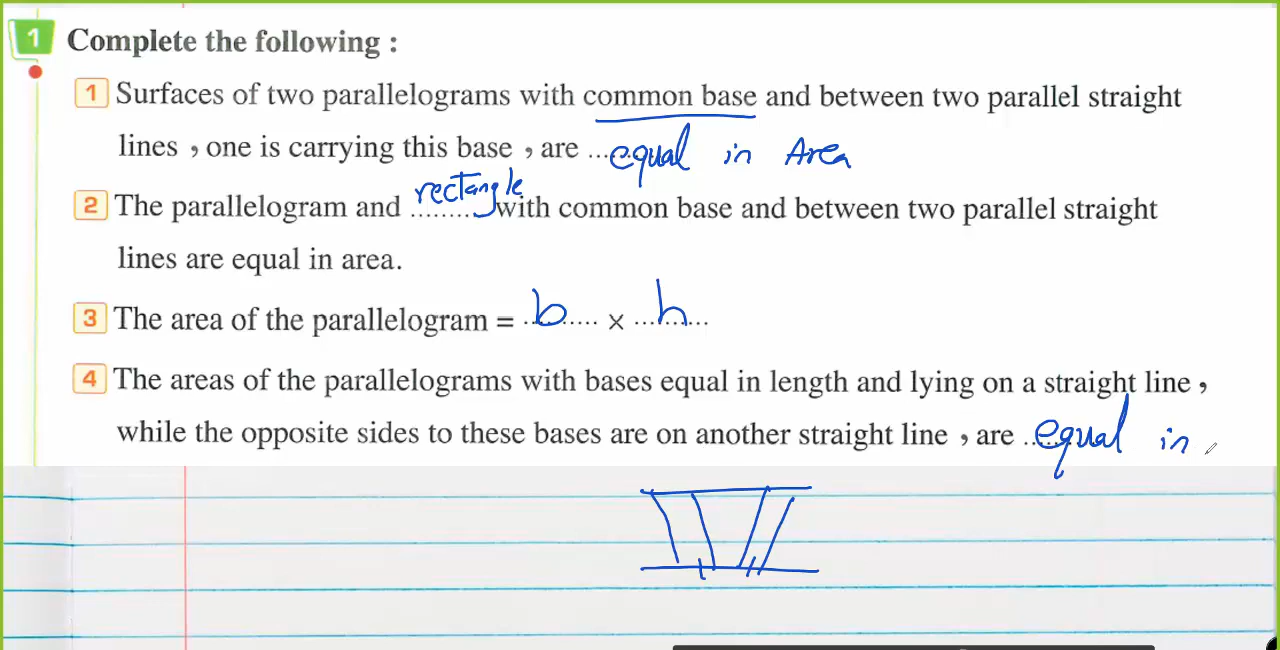 1 Complete the following :
1 Surfaces of two parallelograms with common base and between two parallel straight
lines , one is carrying this base , are ...... equal in Area
2 The parallelogram and ........ rectangle with common base and between two parallel straight
lines are equal in area.
3 The area of the parallelogram = b × h
4 The areas of the parallelograms with bases equal in length and lying on a straight line ,
while the opposite sides to these bases are on another straight line , are ...... equal in